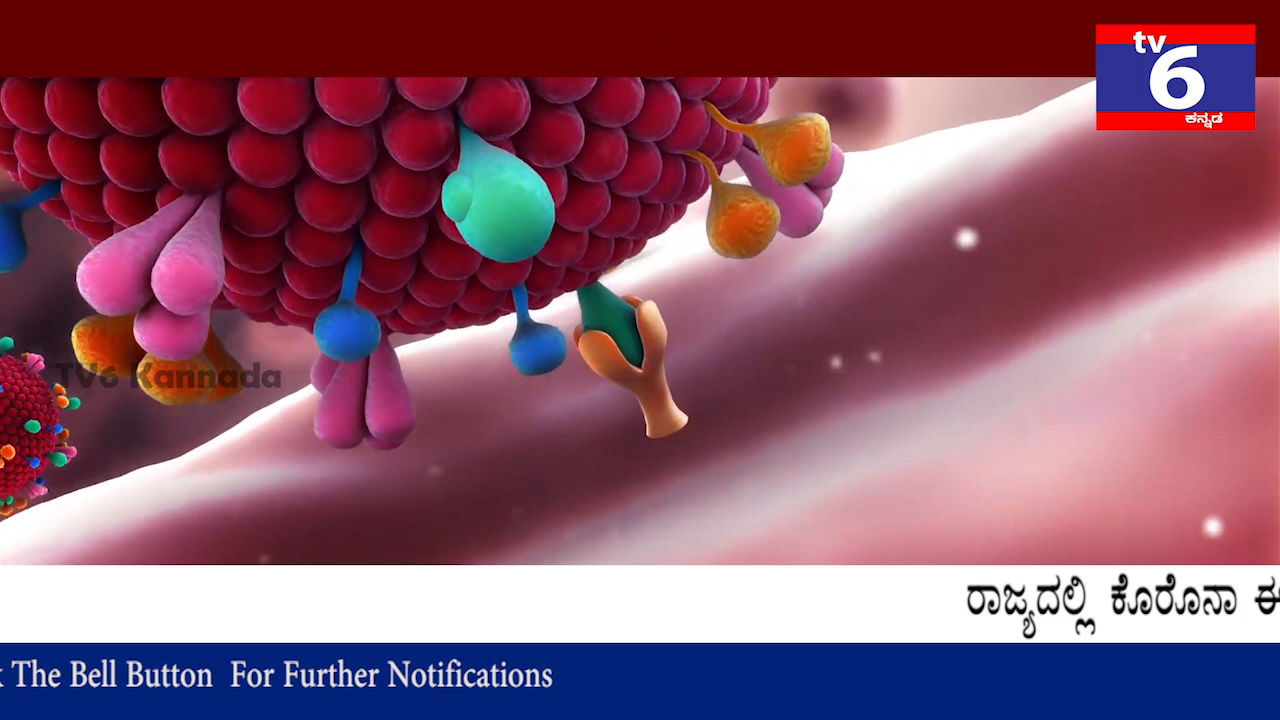 tv
6
ಕನ್ನಡ
TV6 Kannada
ರಾಜ್ಯದಲ್ಲಿ ಕೊರೊನಾ ಈ
The Bell Button For Further Notifications